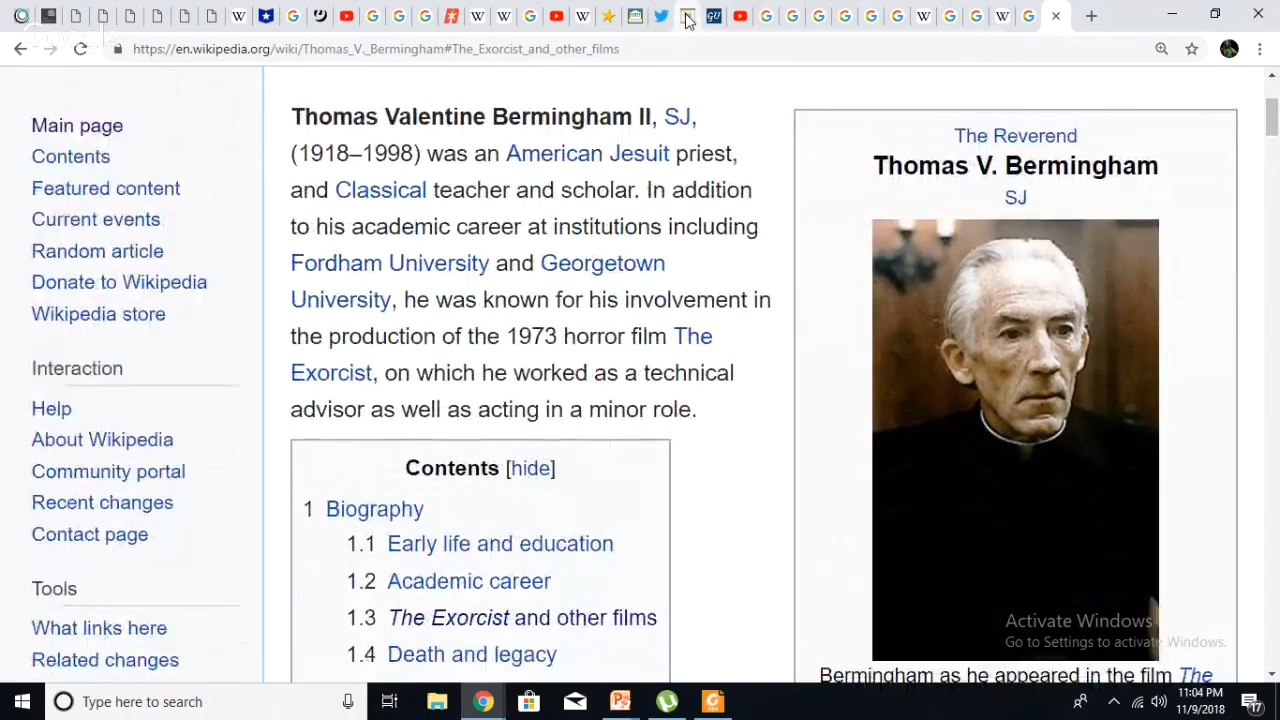 https://en.wikipedia.org/wiki/Thomas_V._Bermingham#The_Exorcist_and_other_films
Main page
Contents
Featured content
Current events
Random article
Donate to Wikipedia
Wikipedia store
Interaction
Help
About Wikipedia
Community portal
Recent changes
Contact page
Tools
What links here
Related changes
Thomas Valentine Bermingham II, SJ,
(1918–1998) was an American Jesuit priest,
and Classical teacher and scholar. In addition
to his academic career at institutions including
Fordham University and Georgetown
University, he was known for his involvement in
the production of the 1973 horror film The
Exorcist, on which he worked as a technical
advisor as well as acting in a minor role.
Contents [hide]
1 Biography
1.1 Early life and education
1.2 Academic career
1.3 The Exorcist and other films
1.4 Death and legacy
The Reverend
Thomas V. Bermingham
SJ
Bermingham as he appeared in the film The
Activate Windows
Go to Settings to activate Windows.
Type here to search
11:04 PM
11/9/2018
17